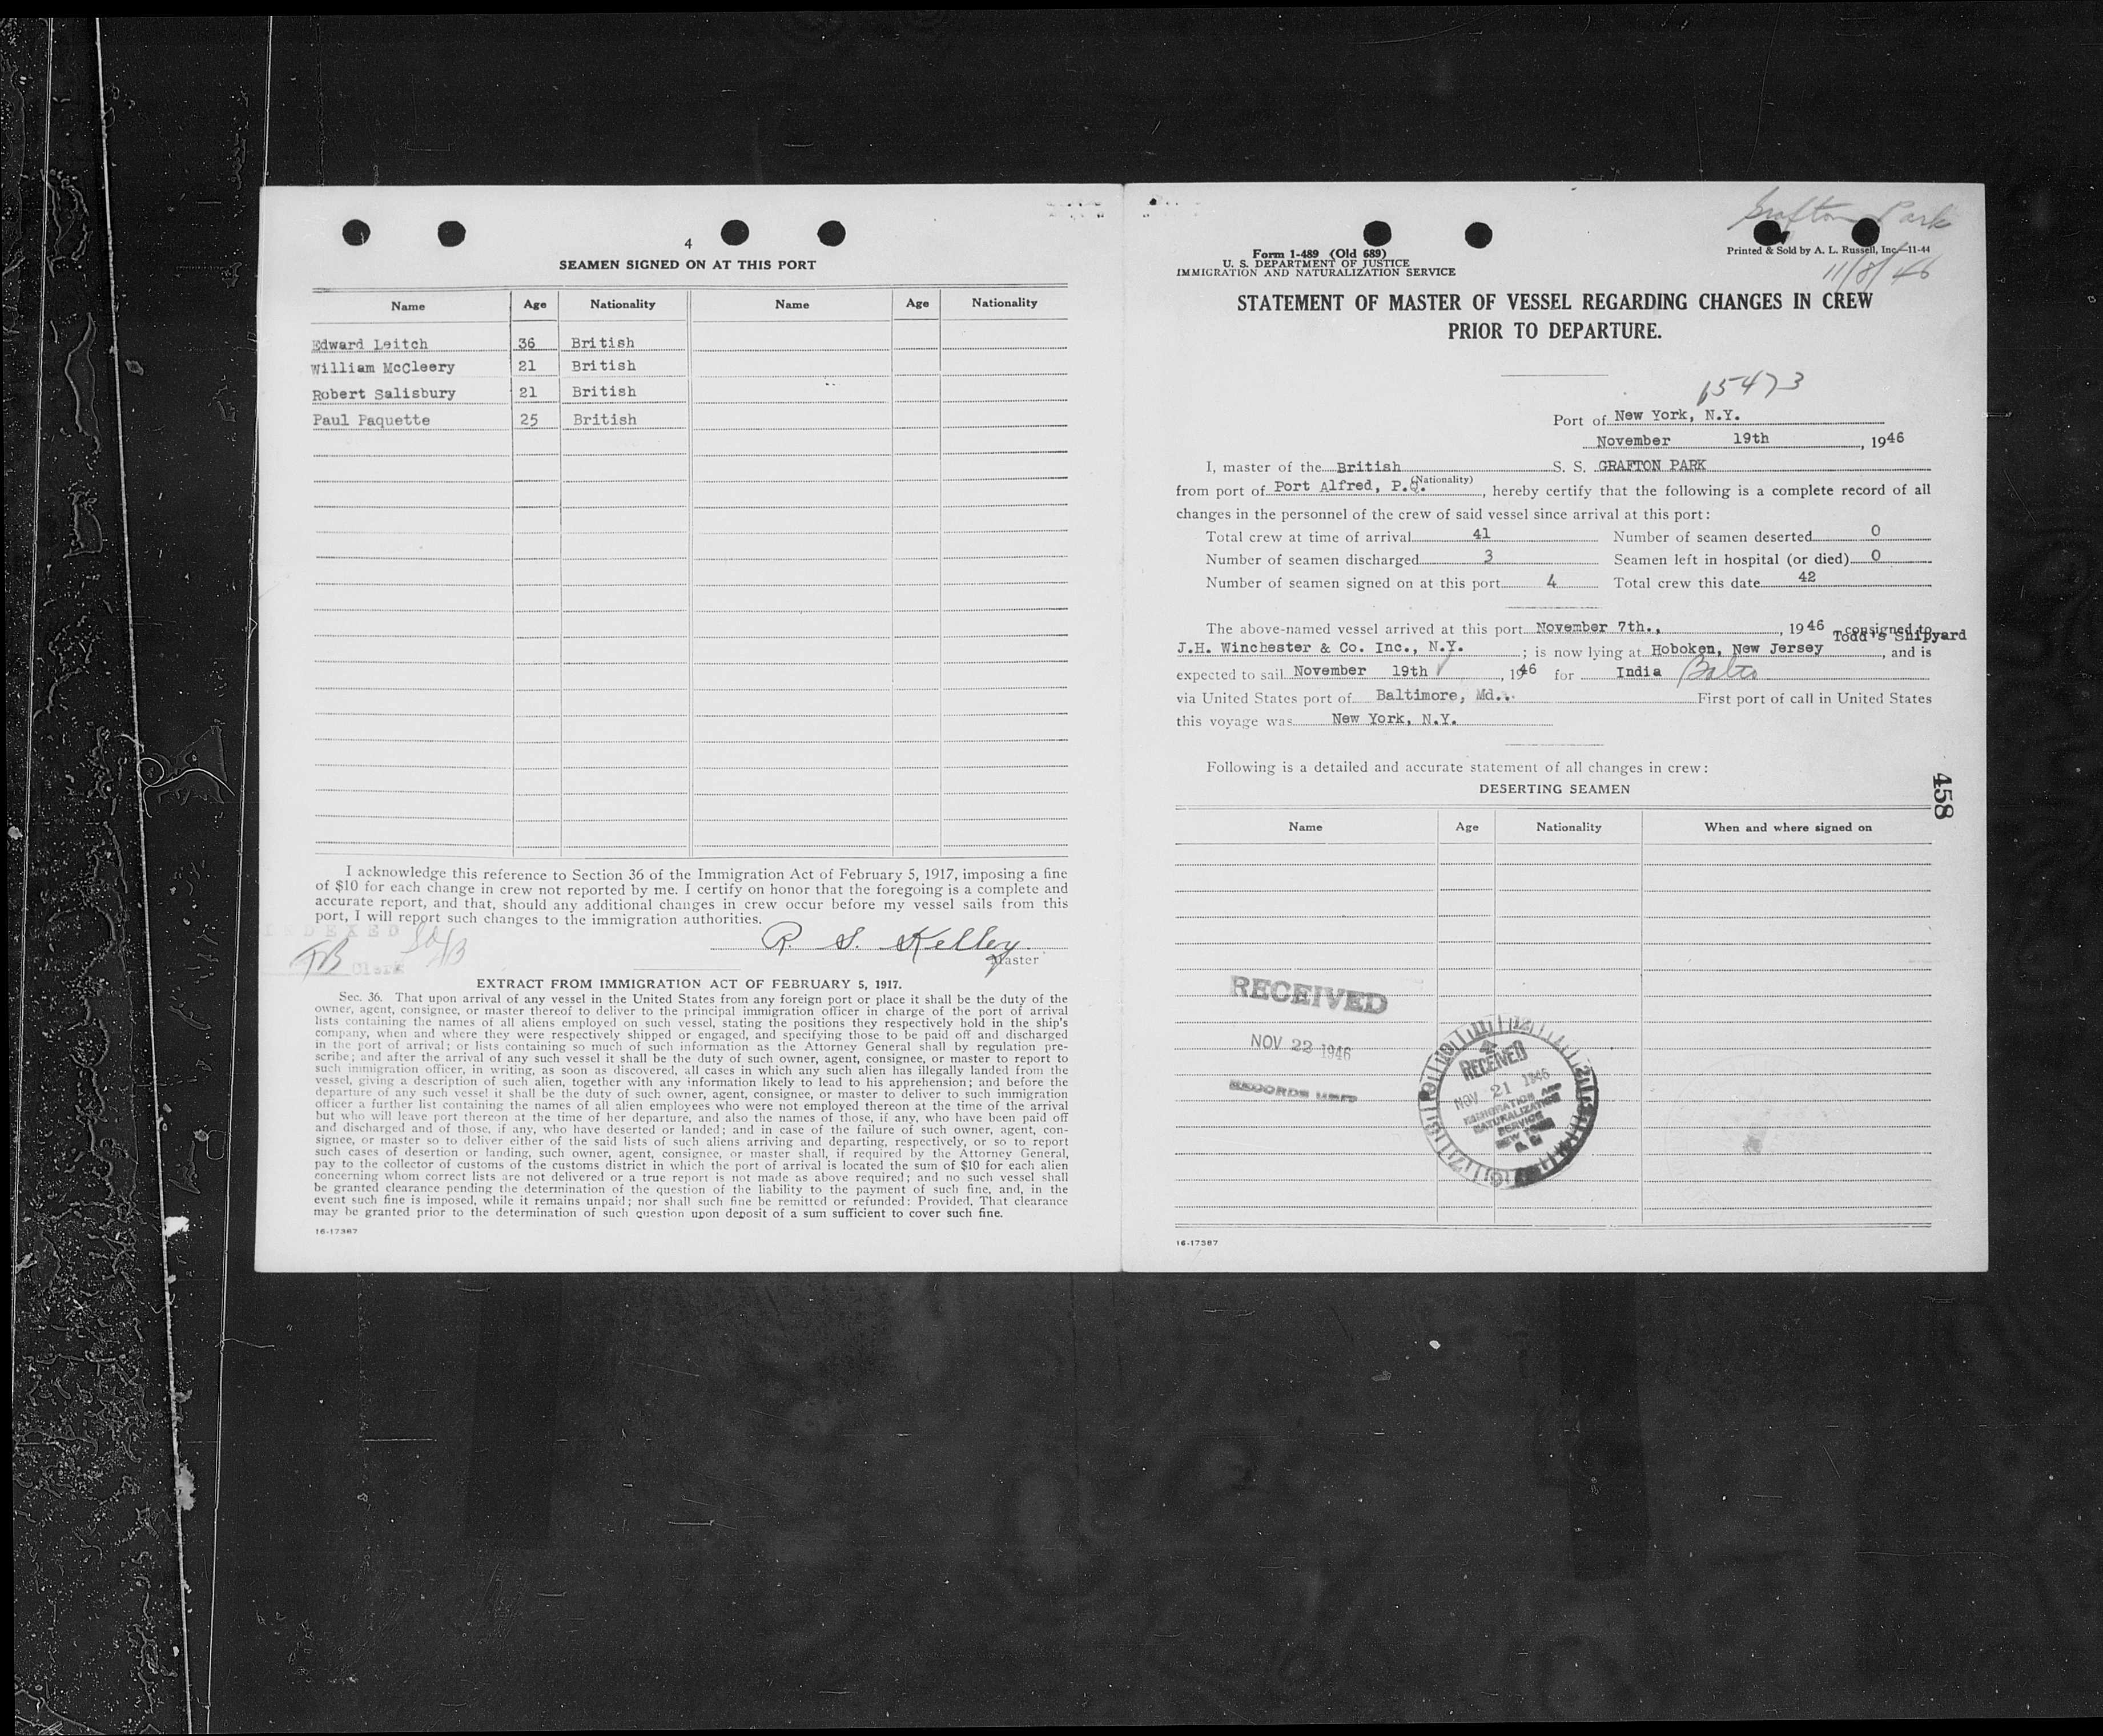 4
SEAMEN SIGNED ON AT THIS PORT
Name Age Nationality Name Age Nationality
Edward Leitch 36 British
William McCleery 21 British
Robert Salisbury 21 British
Paul Paquette 25 British
I acknowledge this reference to Section 36 of the Immigration Act of February 5, 1917, imposing a fine
of $10 for each change in crew not reported by me. I certify on honor that the foregoing is a complete and
accurate report, and that, should any additional changes in crew occur before my vessel sails from this
port, I will report such changes to the immigration authorities.
INDEXED
R. S. Kelley
TB Clerk
Master
EXTRACT FROM IMMIGRATION ACT OF FEBRUARY 5, 1917.
Sec. 36. That upon arrival of any vessel in the United States from any foreign port or place it shall be the duty of the
owner, agent, consignee, or master thereof to deliver to the principal immigration officer in charge of the port of arrival
lists containing the names of all aliens employed on such vessel, stating the positions they respectively hold in the ship's
company, when and where they were respectively shipped or engaged, and specifying those to be paid off and discharged
in the port of arrival; or lists containing so much of such information as the Attorney General shall by regulation pre-
scribe; and after the arrival of any such vessel it shall be the duty of such owner, agent, consignee, or master to report to
such immigration officer, in writing, as soon as discovered, all cases in which any such alien has illegally landed from the
vessel, giving a description of such alien, together with any information likely to lead to his apprehension; and before the
departure of any such vessel it shall be the duty of such owner, agent, consignee, or master to deliver to such immigration
officer a further list containing the names of all alien employees who were not employed thereon at the time of the arrival
but who will leave port thereon at the time of her departure, and also the names of those, if any, who have been paid off
and discharged and of those, if any, who have deserted or landed; and in case of the failure of such owner, agent, con-
signee, or master so to deliver either of the said lists of such aliens arriving and departing, respectively, or so to report
such cases of desertion or landing, such owner, agent, consignee, or master shall, if required by the Attorney General,
pay to the collector of customs of the customs district in which the port of arrival is located the sum of $10 for each alien
concerning whom correct lists are not delivered or a true report is not made as above required; and no such vessel shall
be granted clearance pending the determination of the question of the liability to the payment of such fine, and, in the
event such fine is imposed, while it remains unpaid; nor shall such fine be remitted or refunded: Provided, That clearance
may be granted prior to the determination of such question upon deposit of a sum sufficient to cover such fine.
16-17387
Grafton Park
Form 1-489 (Old 689)
U. S. DEPARTMENT OF JUSTICE
IMMIGRATION AND NATURALIZATION SERVICE
Printed & Sold by A. L. Russell, Inc.—11-44
11/8/46
STATEMENT OF MASTER OF VESSEL REGARDING CHANGES IN CREW
PRIOR TO DEPARTURE.
15473
Port of New York, N.Y.
November 19th, 1946
I, master of the British S. S. GRAFTON PARK
(Nationality)
from port of Port Alfred, P.Q., hereby certify that the following is a complete record of all
changes in the personnel of the crew of said vessel since arrival at this port:
Total crew at time of arrival 41 Number of seamen deserted 0
Number of seamen discharged 3 Seamen left in hospital (or died) 0
Number of seamen signed on at this port 4 Total crew this date 42
The above-named vessel arrived at this port November 7th., 1946 consigned to
Todd's Shipyard
J.H. Winchester & Co. Inc., N.Y. ; is now lying at Hoboken, New Jersey, and is
expected to sail November 19th, 1946 for India Balto
via United States port of Baltimore, Md.. First port of call in United States
this voyage was New York, N.Y.
Following is a detailed and accurate statement of all changes in crew:
DESERTING SEAMEN
458
Name Age Nationality When and where signed on
RECEIVED
NOV 22 1946
RECORDS UNIT
RECEIVED
NOV 21 1946
IMMIGRATION AND
NATURALIZATION
SERVICE
NEW YORK
16-17387